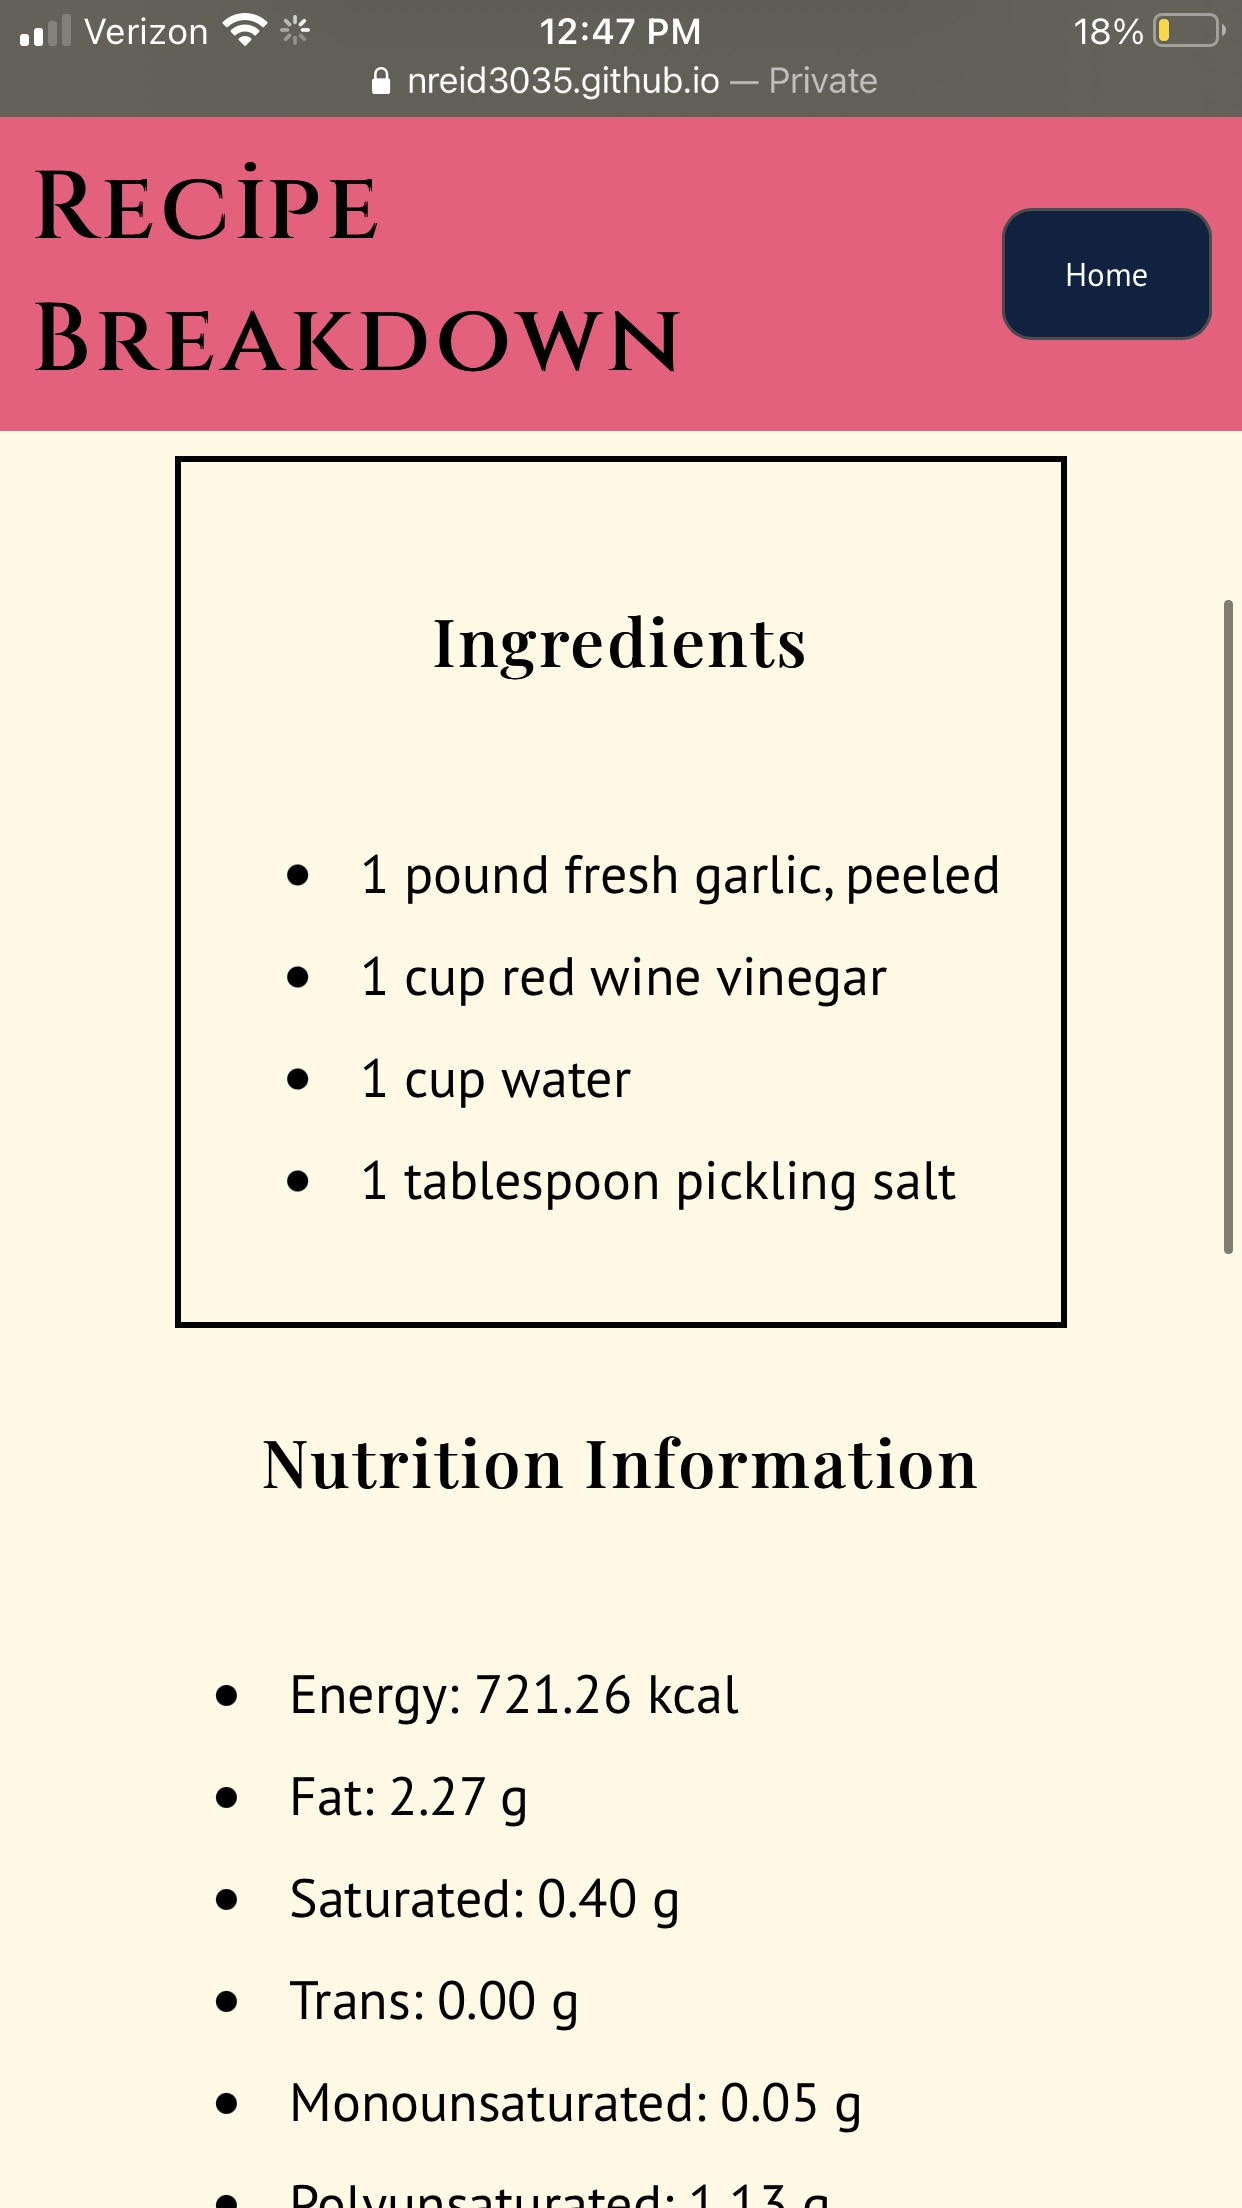 Verizon 12:47 PM 18%
nreid3035.github.io — Private
Recipe
Breakdown
Home
Ingredients
• 1 pound fresh garlic, peeled
• 1 cup red wine vinegar
• 1 cup water
• 1 tablespoon pickling salt
Nutrition Information
• Energy: 721.26 kcal
• Fat: 2.27 g
• Saturated: 0.40 g
• Trans: 0.00 g
• Monounsaturated: 0.05 g
• Polyunsaturated: 1.13 g